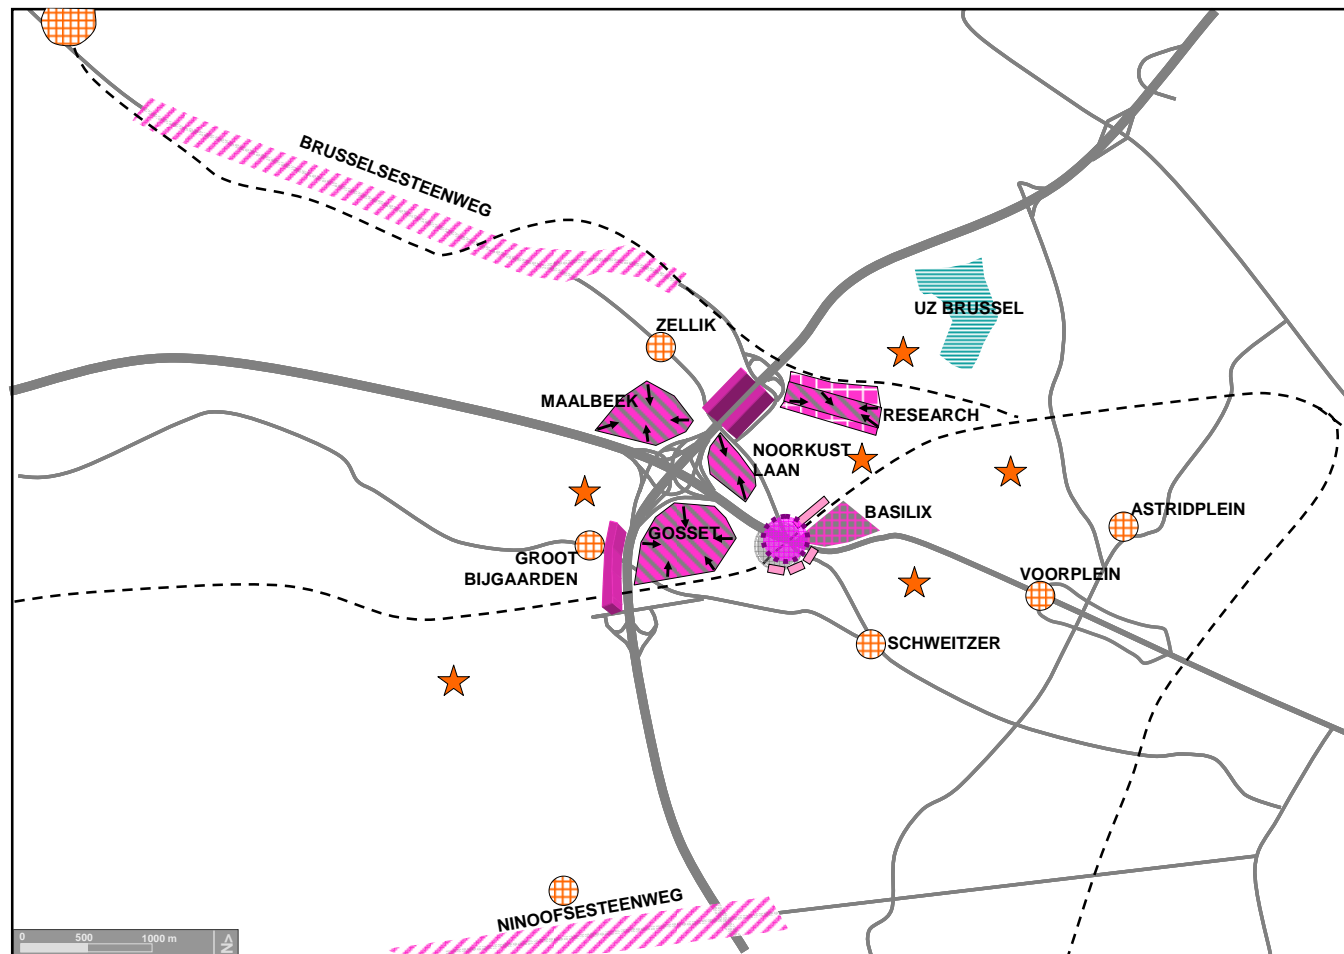 BRUSSELSESTEENWEG
UZ BRUSSEL
ZELLIK
MAALBEEK
RESEARCH
NOORKUST
LAAN
BASILIX
ASTRIDPLEIN
GOSSET
GROOT
BIJGAARDEN
VOORPLEIN
SCHWEITZER
NINOOFSESTEENWEG
0 500 1000 m
N>